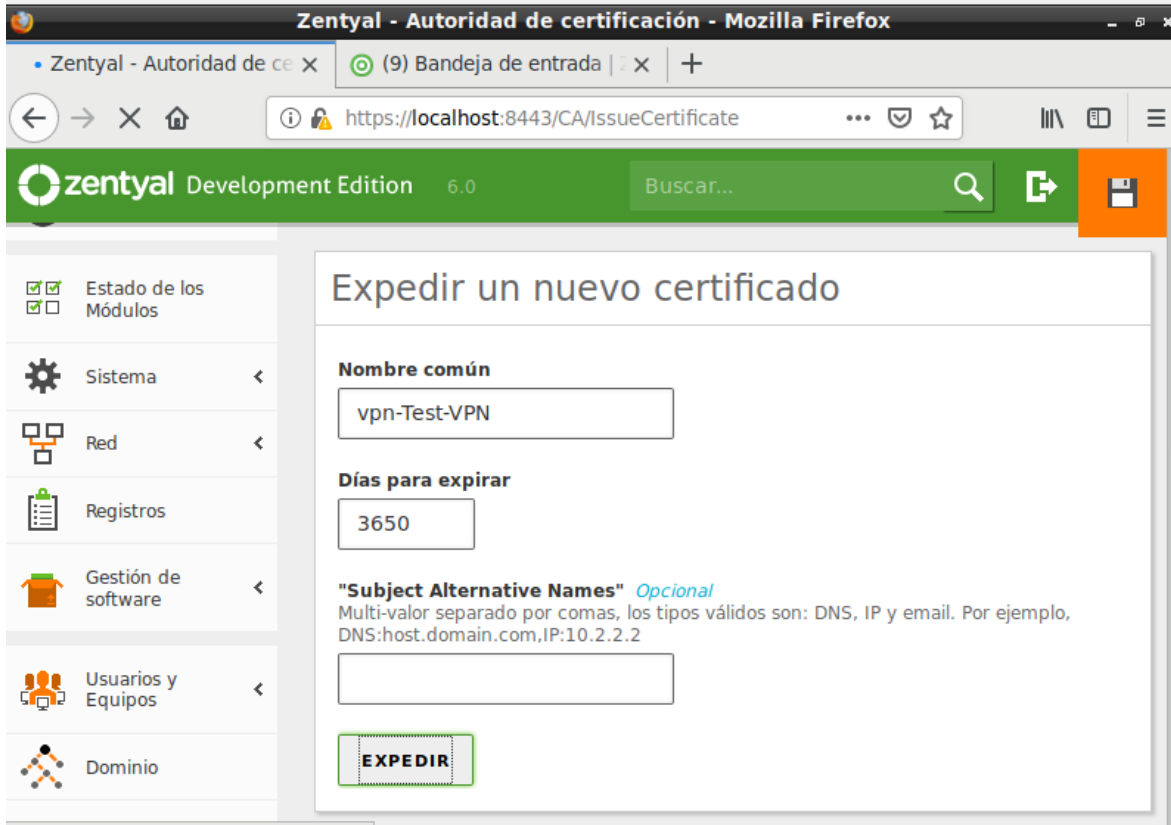 Zentyal - Autoridad de certificación - Mozilla Firefox
Zentyal - Autoridad de ce
(9) Bandeja de entrada |
https://localhost:8443/CA/IssueCertificate
zentyal Development Edition 6.0
Buscar...
Estado de los
Módulos
Sistema
Red
Registros
Gestión de
software
Usuarios y
Equipos
Dominio
Expedir un nuevo certificado
Nombre común
vpn-Test-VPN
Días para expirar
3650
"Subject Alternative Names" Opcional
Multi-valor separado por comas, los tipos válidos son: DNS, IP y email. Por ejemplo,
DNS:host.domain.com,IP:10.2.2.2
EXPEDIR